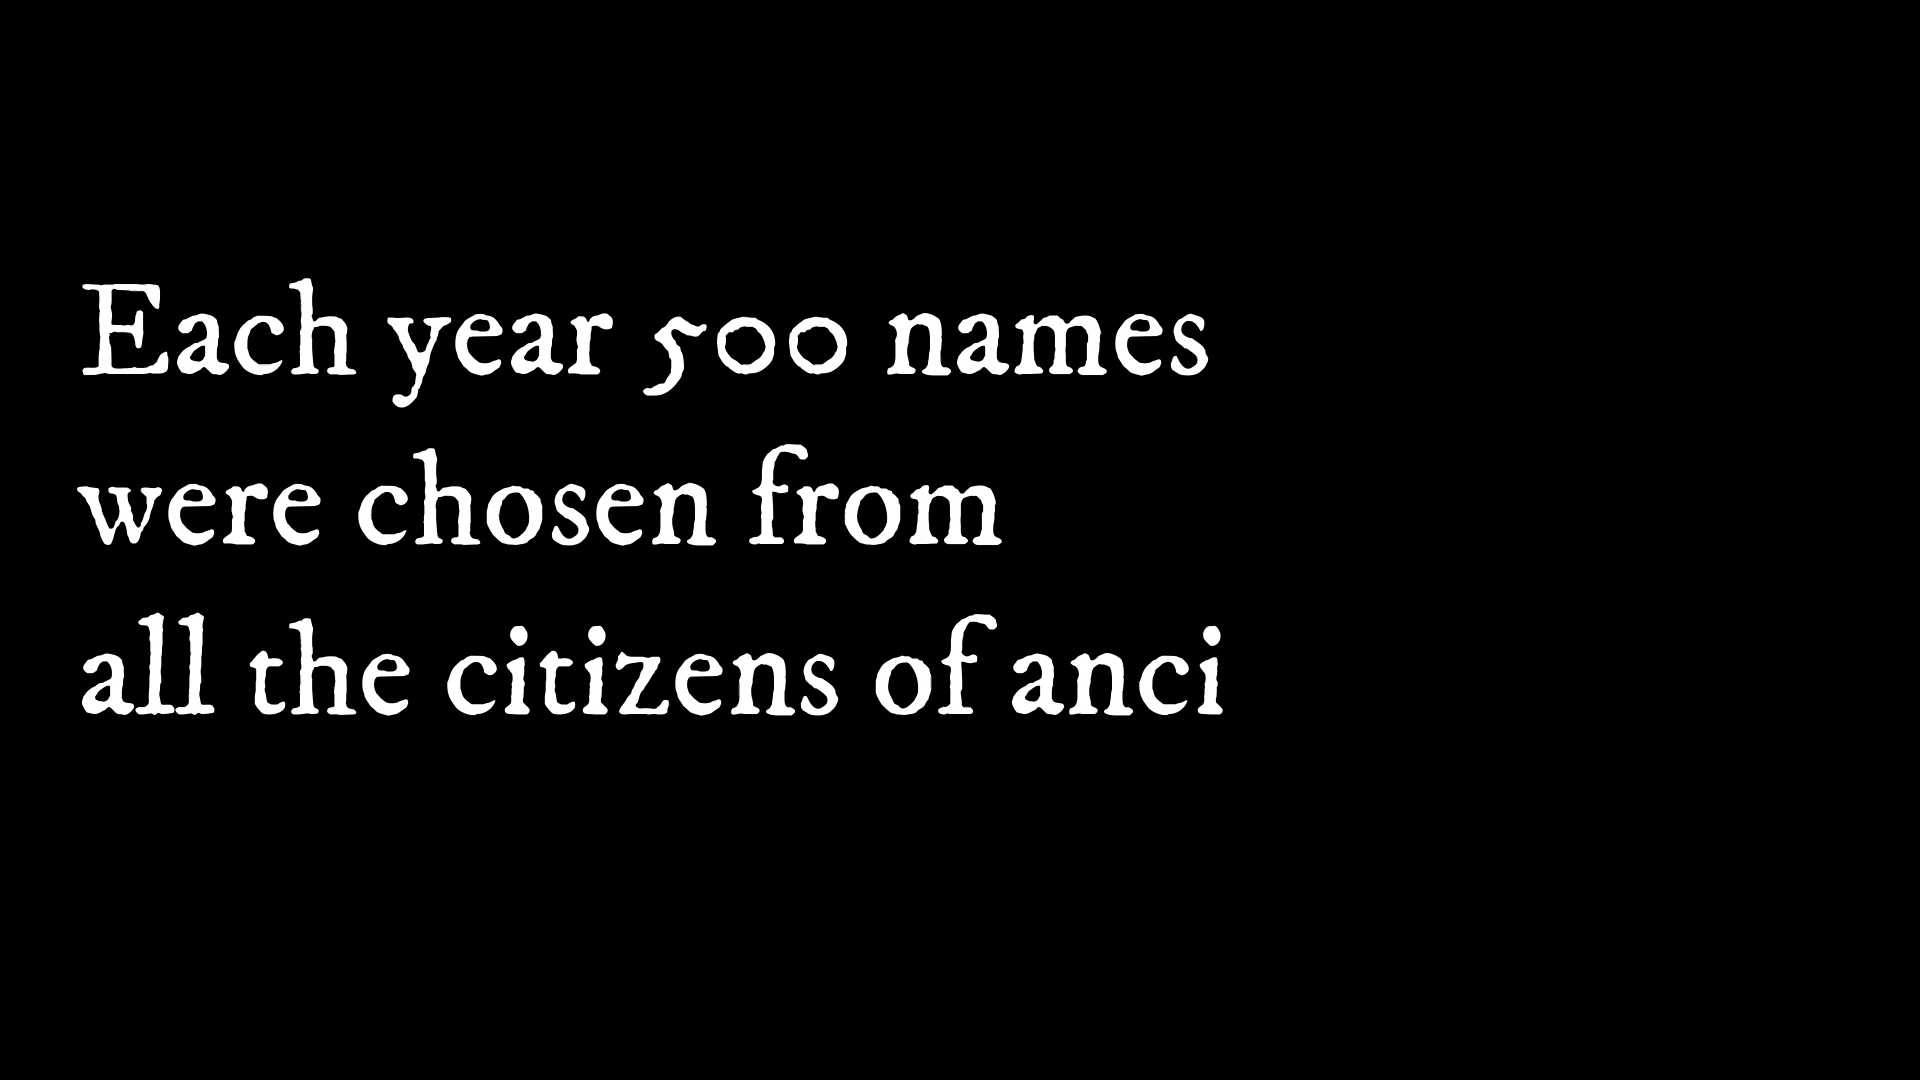 Each year 500 names
were chosen from
all the citizens of anci